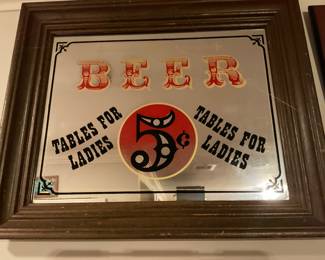 BEER
TABLES FOR
LADIES
5¢
TABLES FOR
LADIES